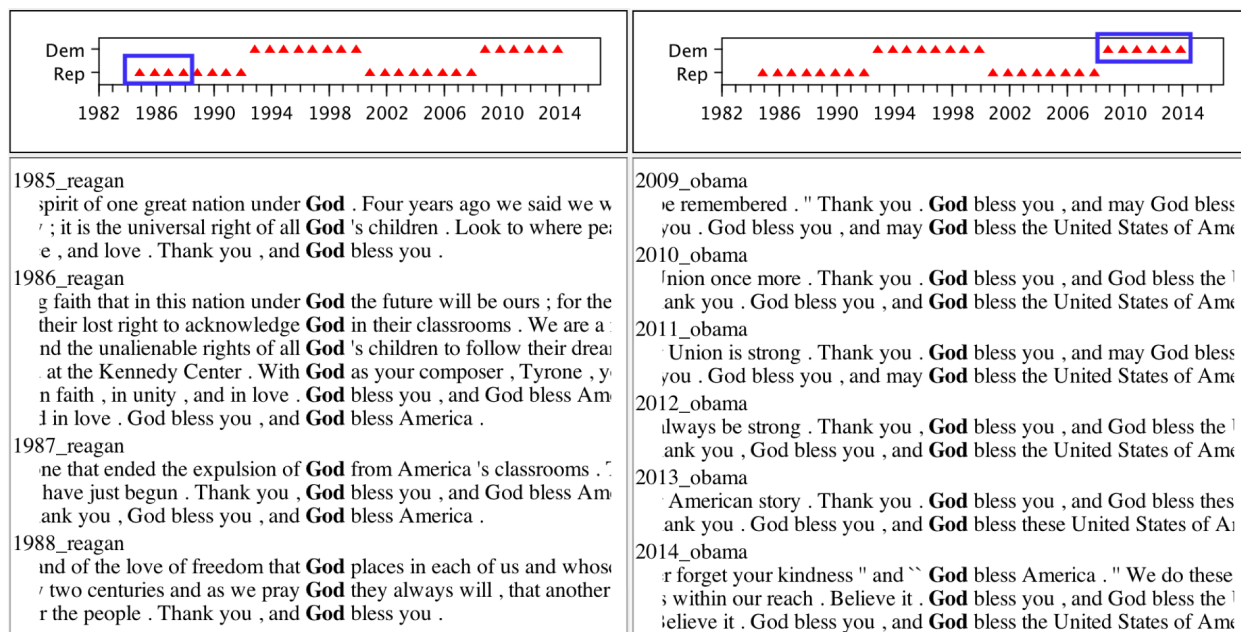 Dem
Rep
1982 1986 1990 1994 1998 2002 2006 2010 2014
1985_reagan
spirit of one great nation under God . Four years ago we said we w
; it is the universal right of all God 's children . Look to where pea
, and love . Thank you , and God bless you .
1986_reagan
faith that in this nation under God the future will be ours ; for the
their lost right to acknowledge God in their classrooms . We are a
nd the unalienable rights of all God 's children to follow their drea
at the Kennedy Center . With God as your composer , Tyrone , y
n faith , in unity , and in love . God bless you , and God bless Am
in love . God bless you , and God bless America .
1987_reagan
ne that ended the expulsion of God from America 's classrooms .
have just begun . Thank you , God bless you , and God bless Am
ank you , God bless you , and God bless America .
1988_reagan
nd of the love of freedom that God places in each of us and whos
two centuries and as we pray God they always will , that another
r the people . Thank you , and God bless you .
Dem
Rep
1982 1986 1990 1994 1998 2002 2006 2010 2014
2009_obama
e remembered . " Thank you . God bless you , and may God bless
you . God bless you , and may God bless the United States of Ame
2010_obama
nion once more . Thank you . God bless you , and God bless the
ank you . God bless you , and God bless the United States of Ame
2011_obama
Union is strong . Thank you . God bless you , and may God bless
you . God bless you , and may God bless the United States of Ame
2012_obama
lways be strong . Thank you , God bless you , and God bless the
ank you , God bless you , and God bless the United States of Ame
2013_obama
American story . Thank you . God bless you , and God bless thes
ank you . God bless you , and God bless these United States of A
2014_obama
r forget your kindness " and `` God bless America . " We do these
s within our reach . Believe it . God bless you , and God bless the
elieve it . God bless you , and God bless the United States of Ame